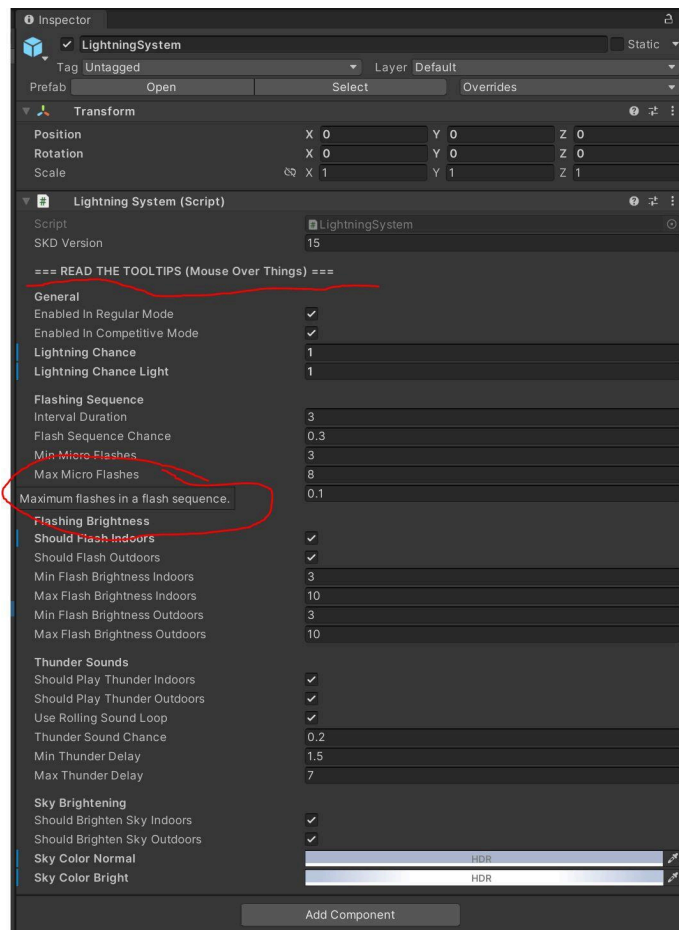 Inspector
LightningSystem Static
Tag Untagged Layer Default
Prefab Open Select Overrides
Transform
Position X 0 Y 0 Z 0
Rotation X 0 Y 0 Z 0
Scale X 1 Y 1 Z 1
# Lightning System (Script)
Script # LightningSystem
SKD Version 15
=== READ THE TOOLTIPS (Mouse Over Things) ===
General
Enabled In Regular Mode
Enabled In Competitive Mode
Lightning Chance 1
Lightning Chance Light 1
Flashing Sequence
Interval Duration 3
Flash Sequence Chance 0.3
Min Micro Flashes 3
Max Micro Flashes 8
Maximum flashes in a flash sequence. 0.1
Flashing Brightness
Should Flash Indoors
Should Flash Outdoors
Min Flash Brightness Indoors 3
Max Flash Brightness Indoors 10
Min Flash Brightness Outdoors 3
Max Flash Brightness Outdoors 10
Thunder Sounds
Should Play Thunder Indoors
Should Play Thunder Outdoors
Use Rolling Sound Loop
Thunder Sound Chance 0.2
Min Thunder Delay 1.5
Max Thunder Delay 7
Sky Brightening
Should Brighten Sky Indoors
Should Brighten Sky Outdoors
Sky Color Normal HDR
Sky Color Bright HDR
Add Component